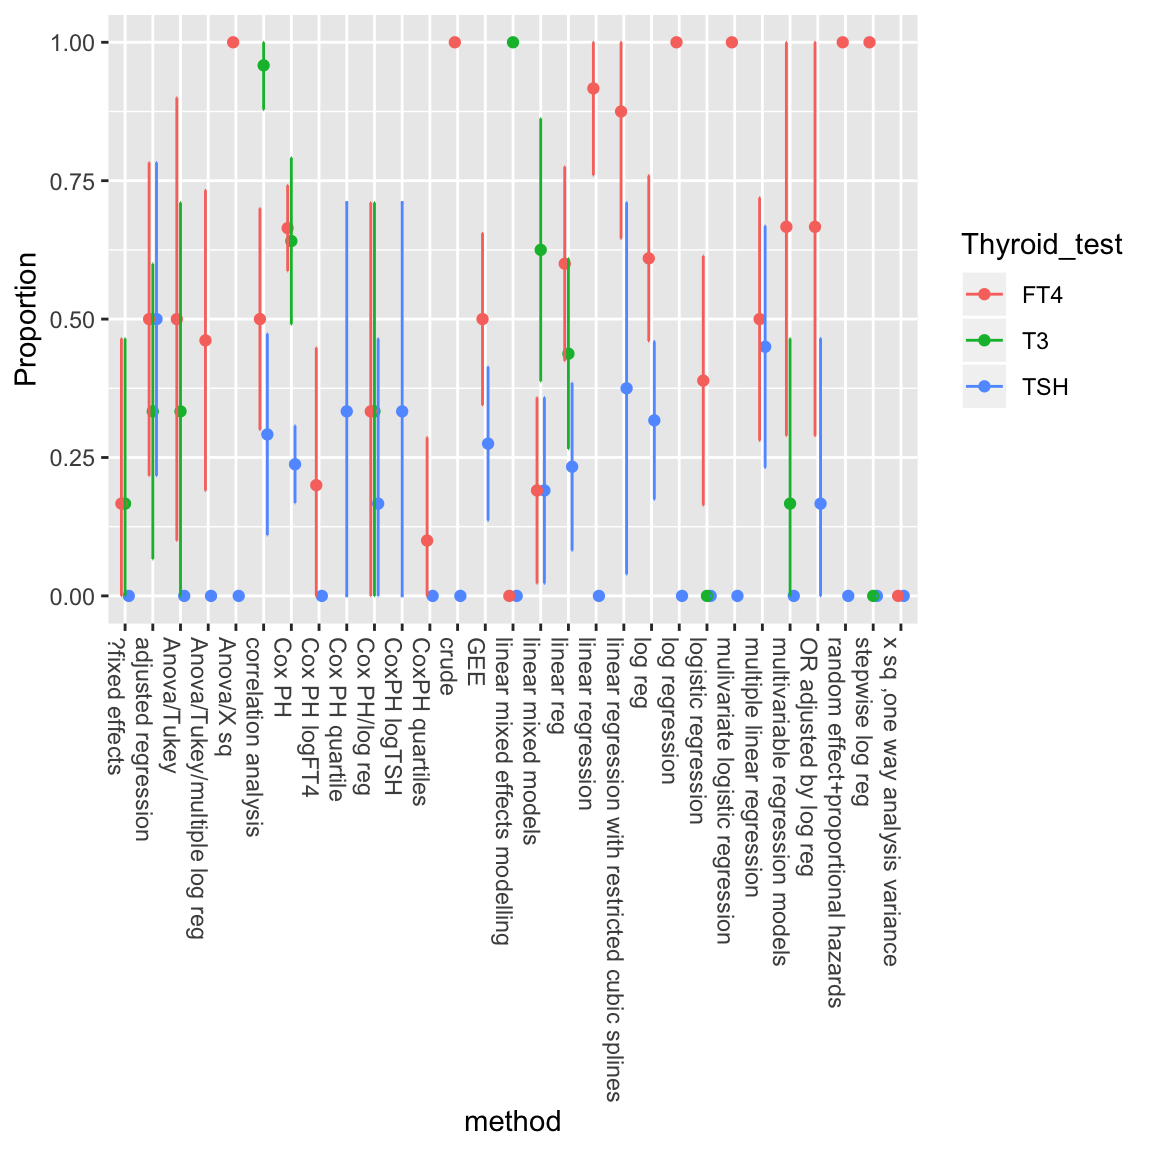 1.00
0.75
0.50
0.25
0.00
Proportion
?fixed effects
adjusted regression
Anova/Tukey
Anova/Tukey/multiple log reg
Anova/X sq
correlation analysis
Cox PH
Cox PH logFT4
Cox PH quartile
Cox PH/log reg
CoxPH logTSH
CoxPH quartiles
crude
GEE
linear mixed effects modelling
linear mixed models
linear reg
linear regression
linear regression with restricted cubic splines
log reg
log regression
logistic regression
mulivariate logistic regression
multiple linear regression
multivariable regression models
OR adjusted by log reg
random effect+proportional hazards
stepwise log reg
x sq ,one way analysis variance
method
Thyroid_test
FT4
T3
TSH